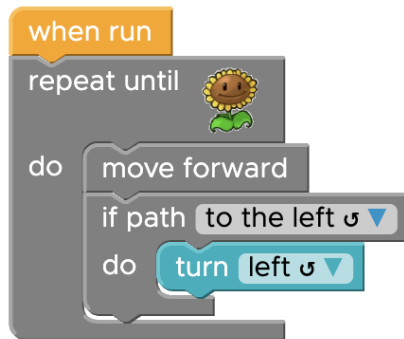 when run
repeat until
do move forward
if path to the left ↺ ▼
do turn left ↺ ▼